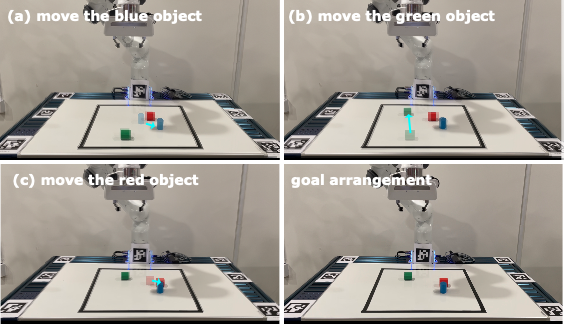 (a) move the blue object
(b) move the green object
(c) move the red object
goal arrangement